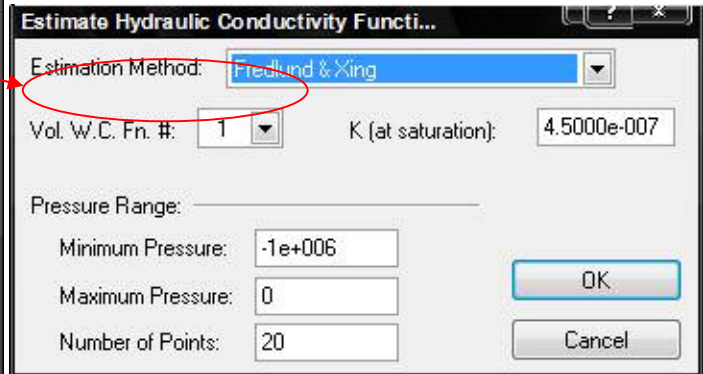 Estimate Hydraulic Conductivity Functi...
Estimation Method: Fredlund & Xing
Vol. W.C. Fn. #: 1 K (at saturation): 4.5000e-007
Pressure Range:
Minimum Pressure: -1e+006
Maximum Pressure: 0
Number of Points: 20
OK
Cancel